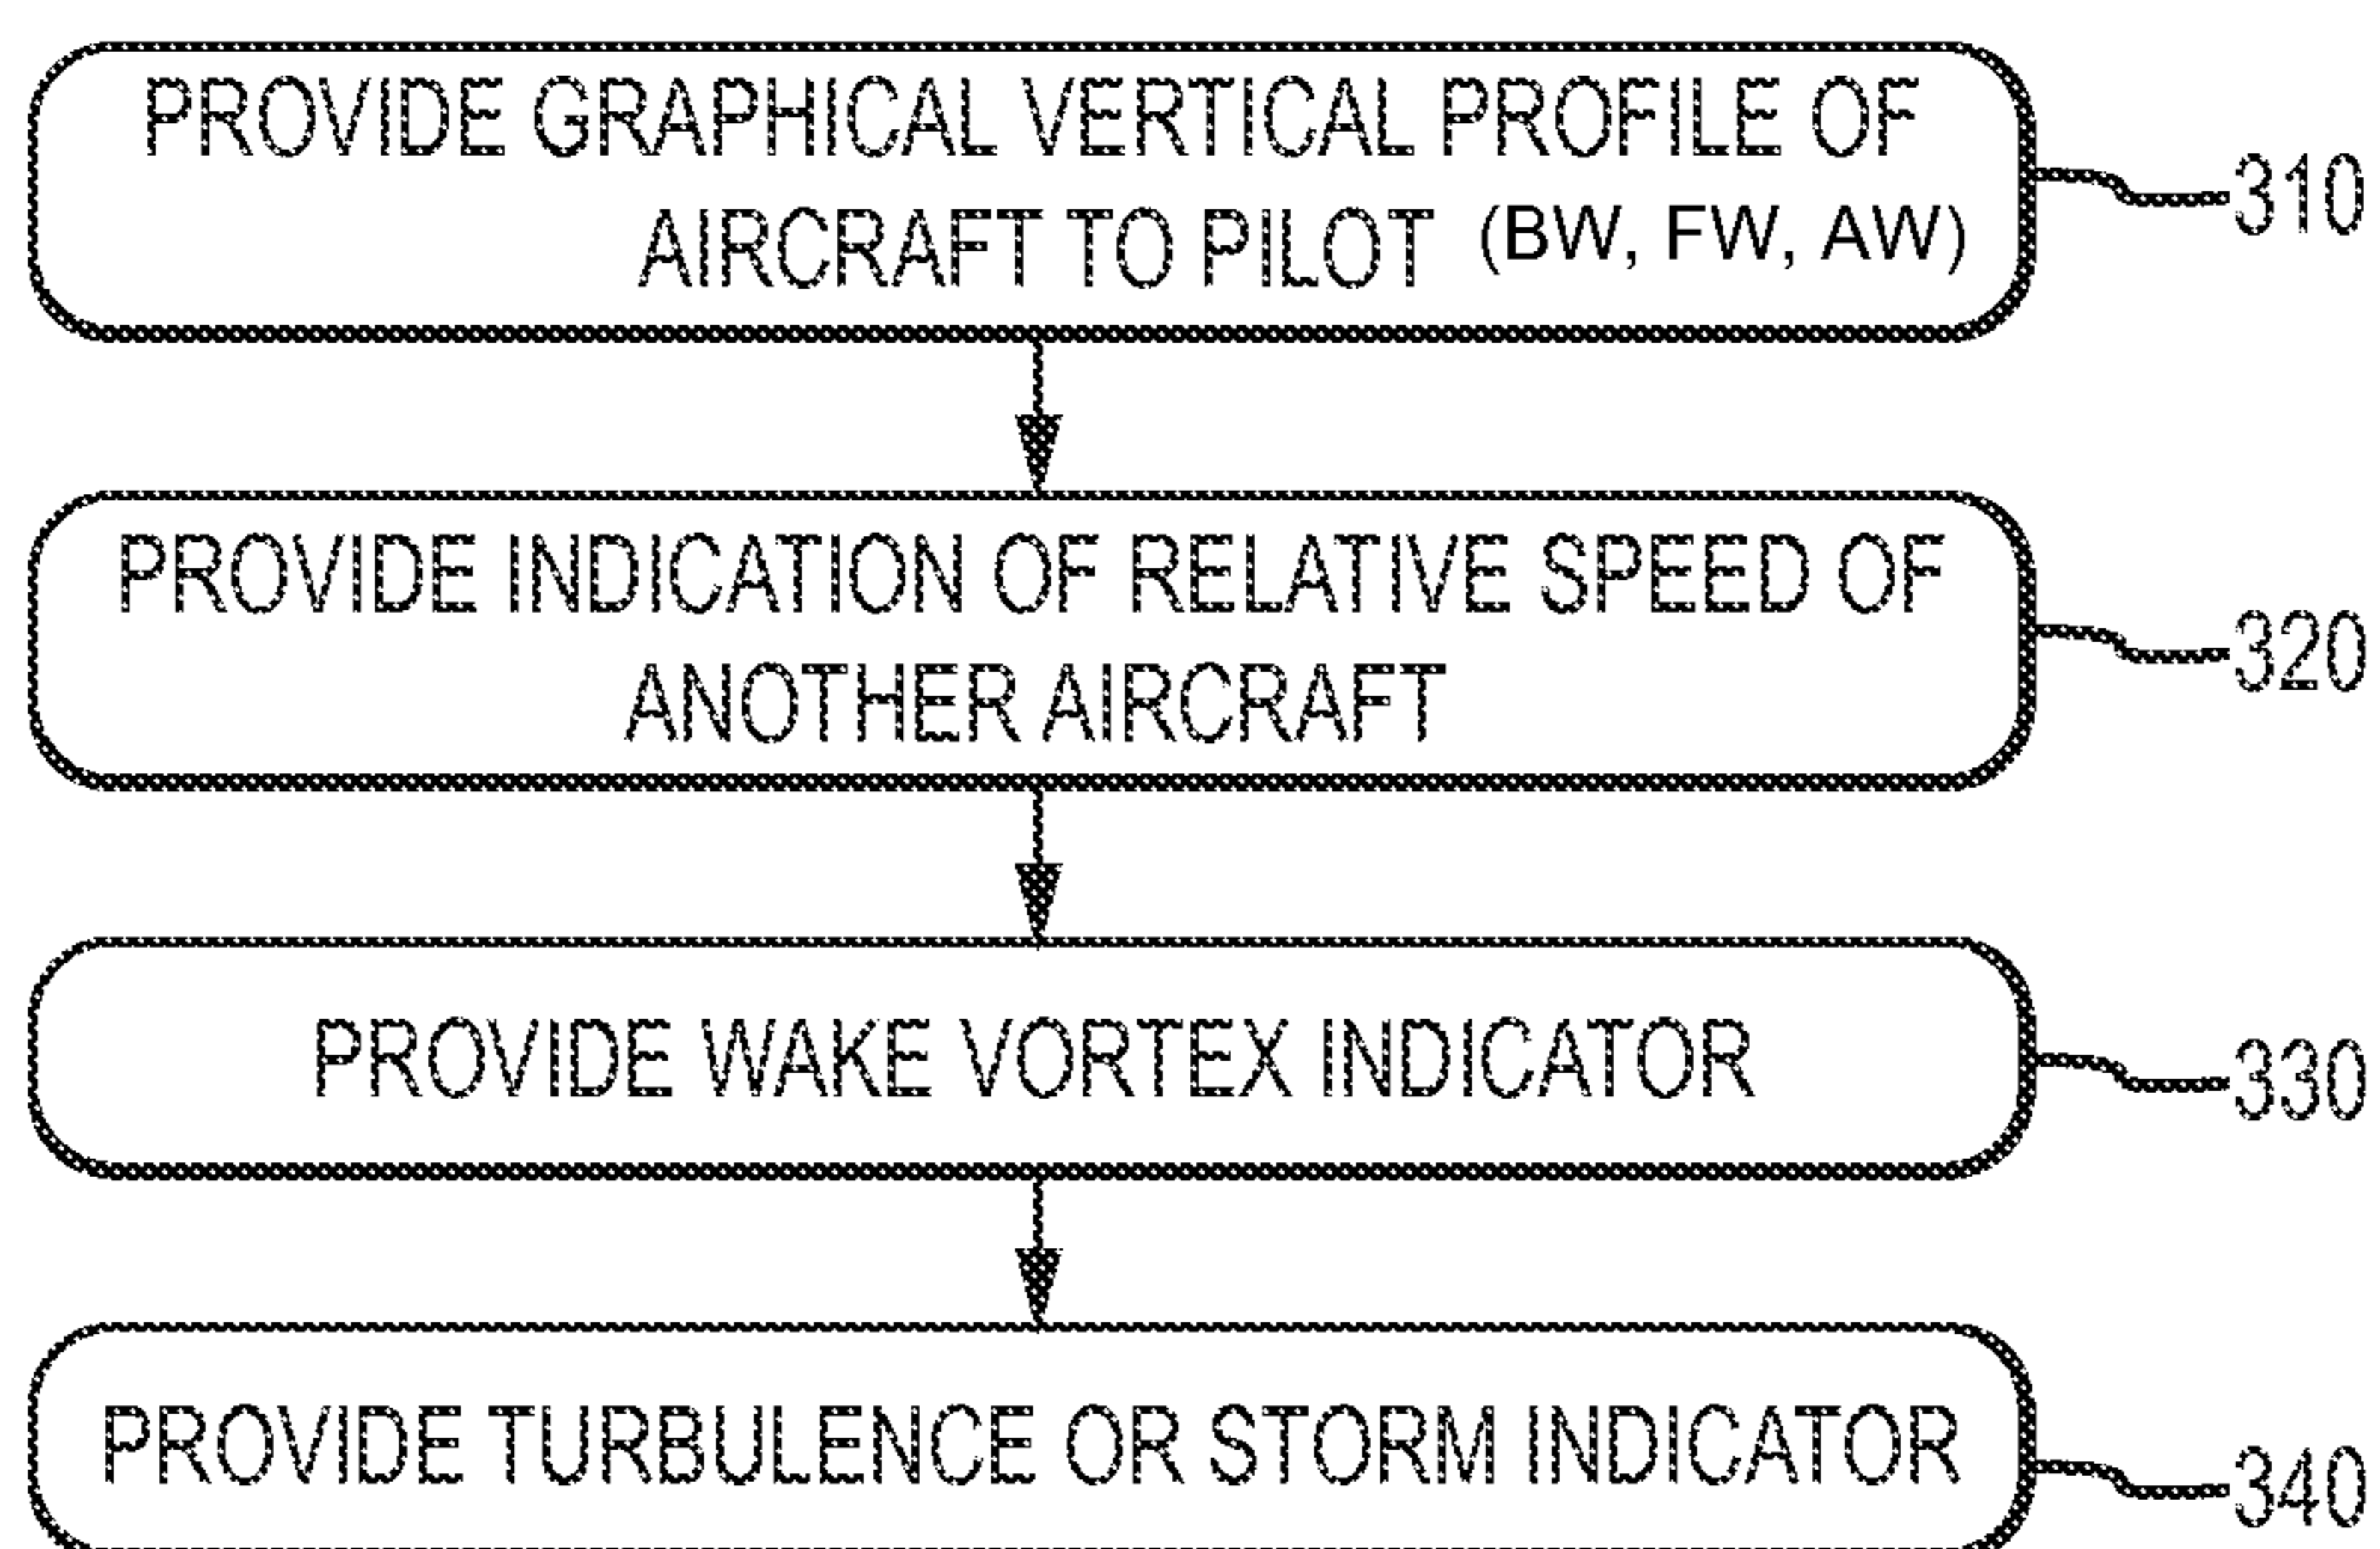 PROVIDE GRAPHICAL VERTICAL PROFILE OF
AIRCRAFT TO PILOT (BW, FW, AW)
310
PROVIDE INDICATION OF RELATIVE SPEED OF
ANOTHER AIRCRAFT
320
PROVIDE WAKE VORTEX INDICATOR
330
PROVIDE TURBULENCE OR STORM INDICATOR
340